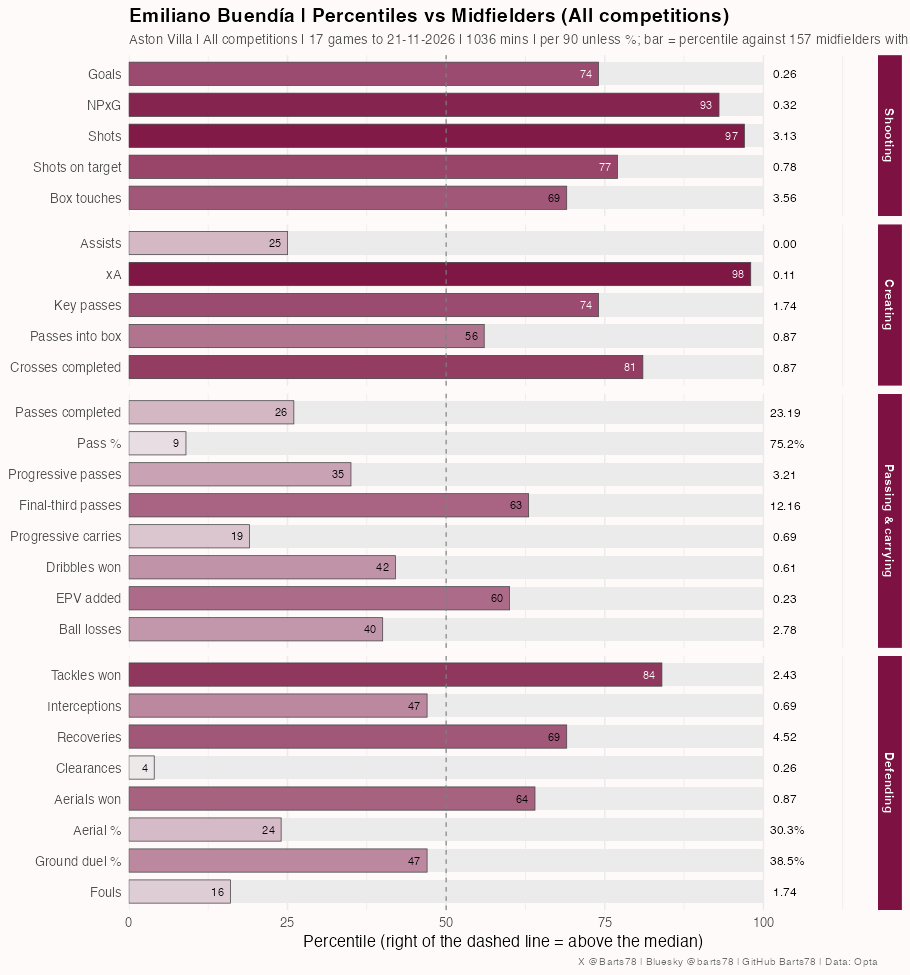 Emiliano Buendía | Percentiles vs Midfielders (All competitions)
Aston Villa | All competitions | 17 games to 21-11-2026 | 1036 mins | per 90 unless %; bar = percentile against 157 midfielders with
Goals 74 0.26
NPxG 93 0.32
Shots 97 3.13
Shots on target 77 0.78
Box touches 69 3.56
Shooting
Assists 25 0.00
xA 98 0.11
Key passes 74 1.74
Passes into box 56 0.87
Crosses completed 81 0.87
Creating
Passes completed 26 23.19
Pass % 9 75.2%
Progressive passes 35 3.21
Final-third passes 63 12.16
Progressive carries 19 0.69
Dribbles won 42 0.61
EPV added 60 0.23
Ball losses 40 2.78
Passing & carrying
Tackles won 84 2.43
Interceptions 47 0.69
Recoveries 69 4.52
Clearances 4 0.26
Aerials won 64 0.87
Aerial % 24 30.3%
Ground duel % 47 38.5%
Fouls 16 1.74
Defending
0 25 50 75 100
Percentile (right of the dashed line = above the median)
X @Barts78 | Bluesky @barts78 | GitHub Barts78 | Data: Opta